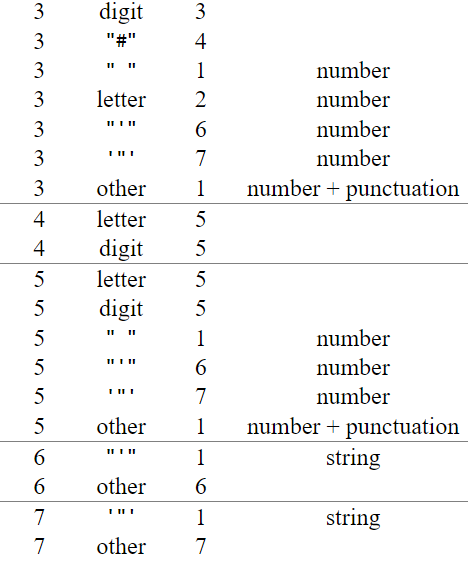 3 digit 3
3 "#" 4
3 " " 1 number
3 letter 2 number
3 "'" 6 number
3 '"' 7 number
3 other 1 number + punctuation
4 letter 5
4 digit 5
5 letter 5
5 digit 5
5 " " 1 number
5 "'" 6 number
5 '"' 7 number
5 other 1 number + punctuation
6 "'" 1 string
6 other 6
7 '"' 1 string
7 other 7